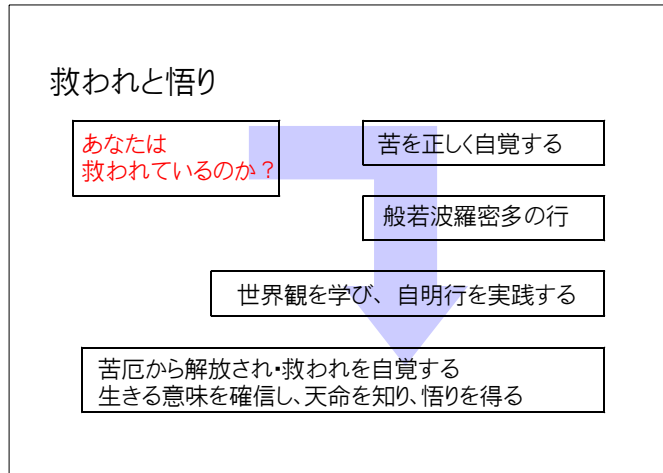 救われと悟り
あなたは
救われているのか?
苦を正しく自覚する
般若波羅密多の行
世界観を学び、自明行を実践する
苦厄から解放され・救われを自覚する
生きる意味を確信し、天命を知り、悟りを得る